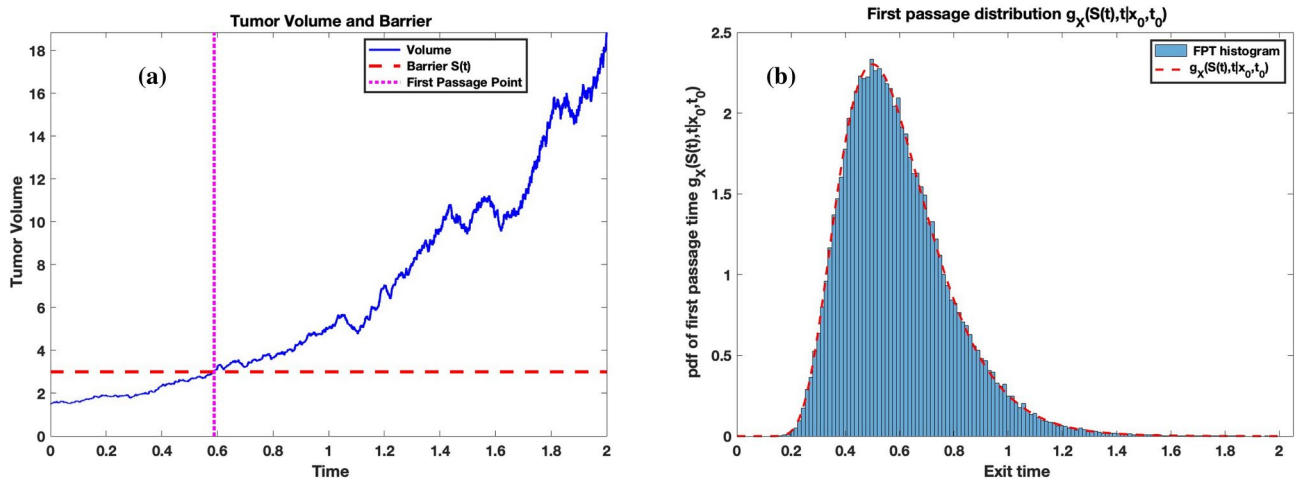 Tumor Volume and Barrier
(a)
Volume
Barrier S(t)
First Passage Point
Tumor Volume
18
16
14
12
10
8
6
4
2
0
0 0.2 0.4 0.6 0.8 1 1.2 1.4 1.6 1.8 2
Time
First passage distribution g_X(S(t),t|x_0,t_0)
(b)
FPT histogram
g_X(S(t),t|x_0,t_0)
pdf of first passage time g_X(S(t),t|x_0,t_0)
2.5
2
1.5
1
0.5
0
0 0.2 0.4 0.6 0.8 1 1.2 1.4 1.6 1.8 2
Exit time